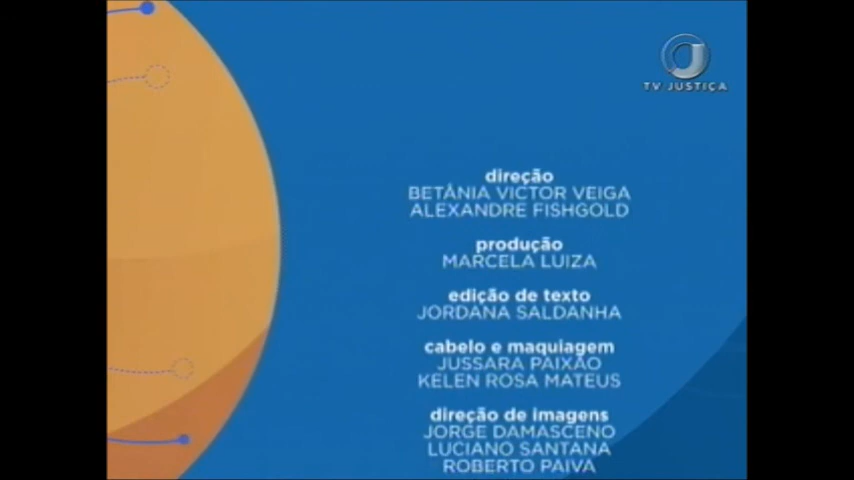 TV JUSTIÇA
direção
BETÂNIA VICTOR VEIGA
ALEXANDRE FISHGOLD
produção
MARCELA LUIZA
edição de texto
JORDANA SALDANHA
cabelo e maquiagem
JUSSARA PAIXÃO
KELEN ROSA MATEUS
direção de imagens
JORGE DAMASCENO
LUCIANO SANTANA
ROBERTO PAIVA